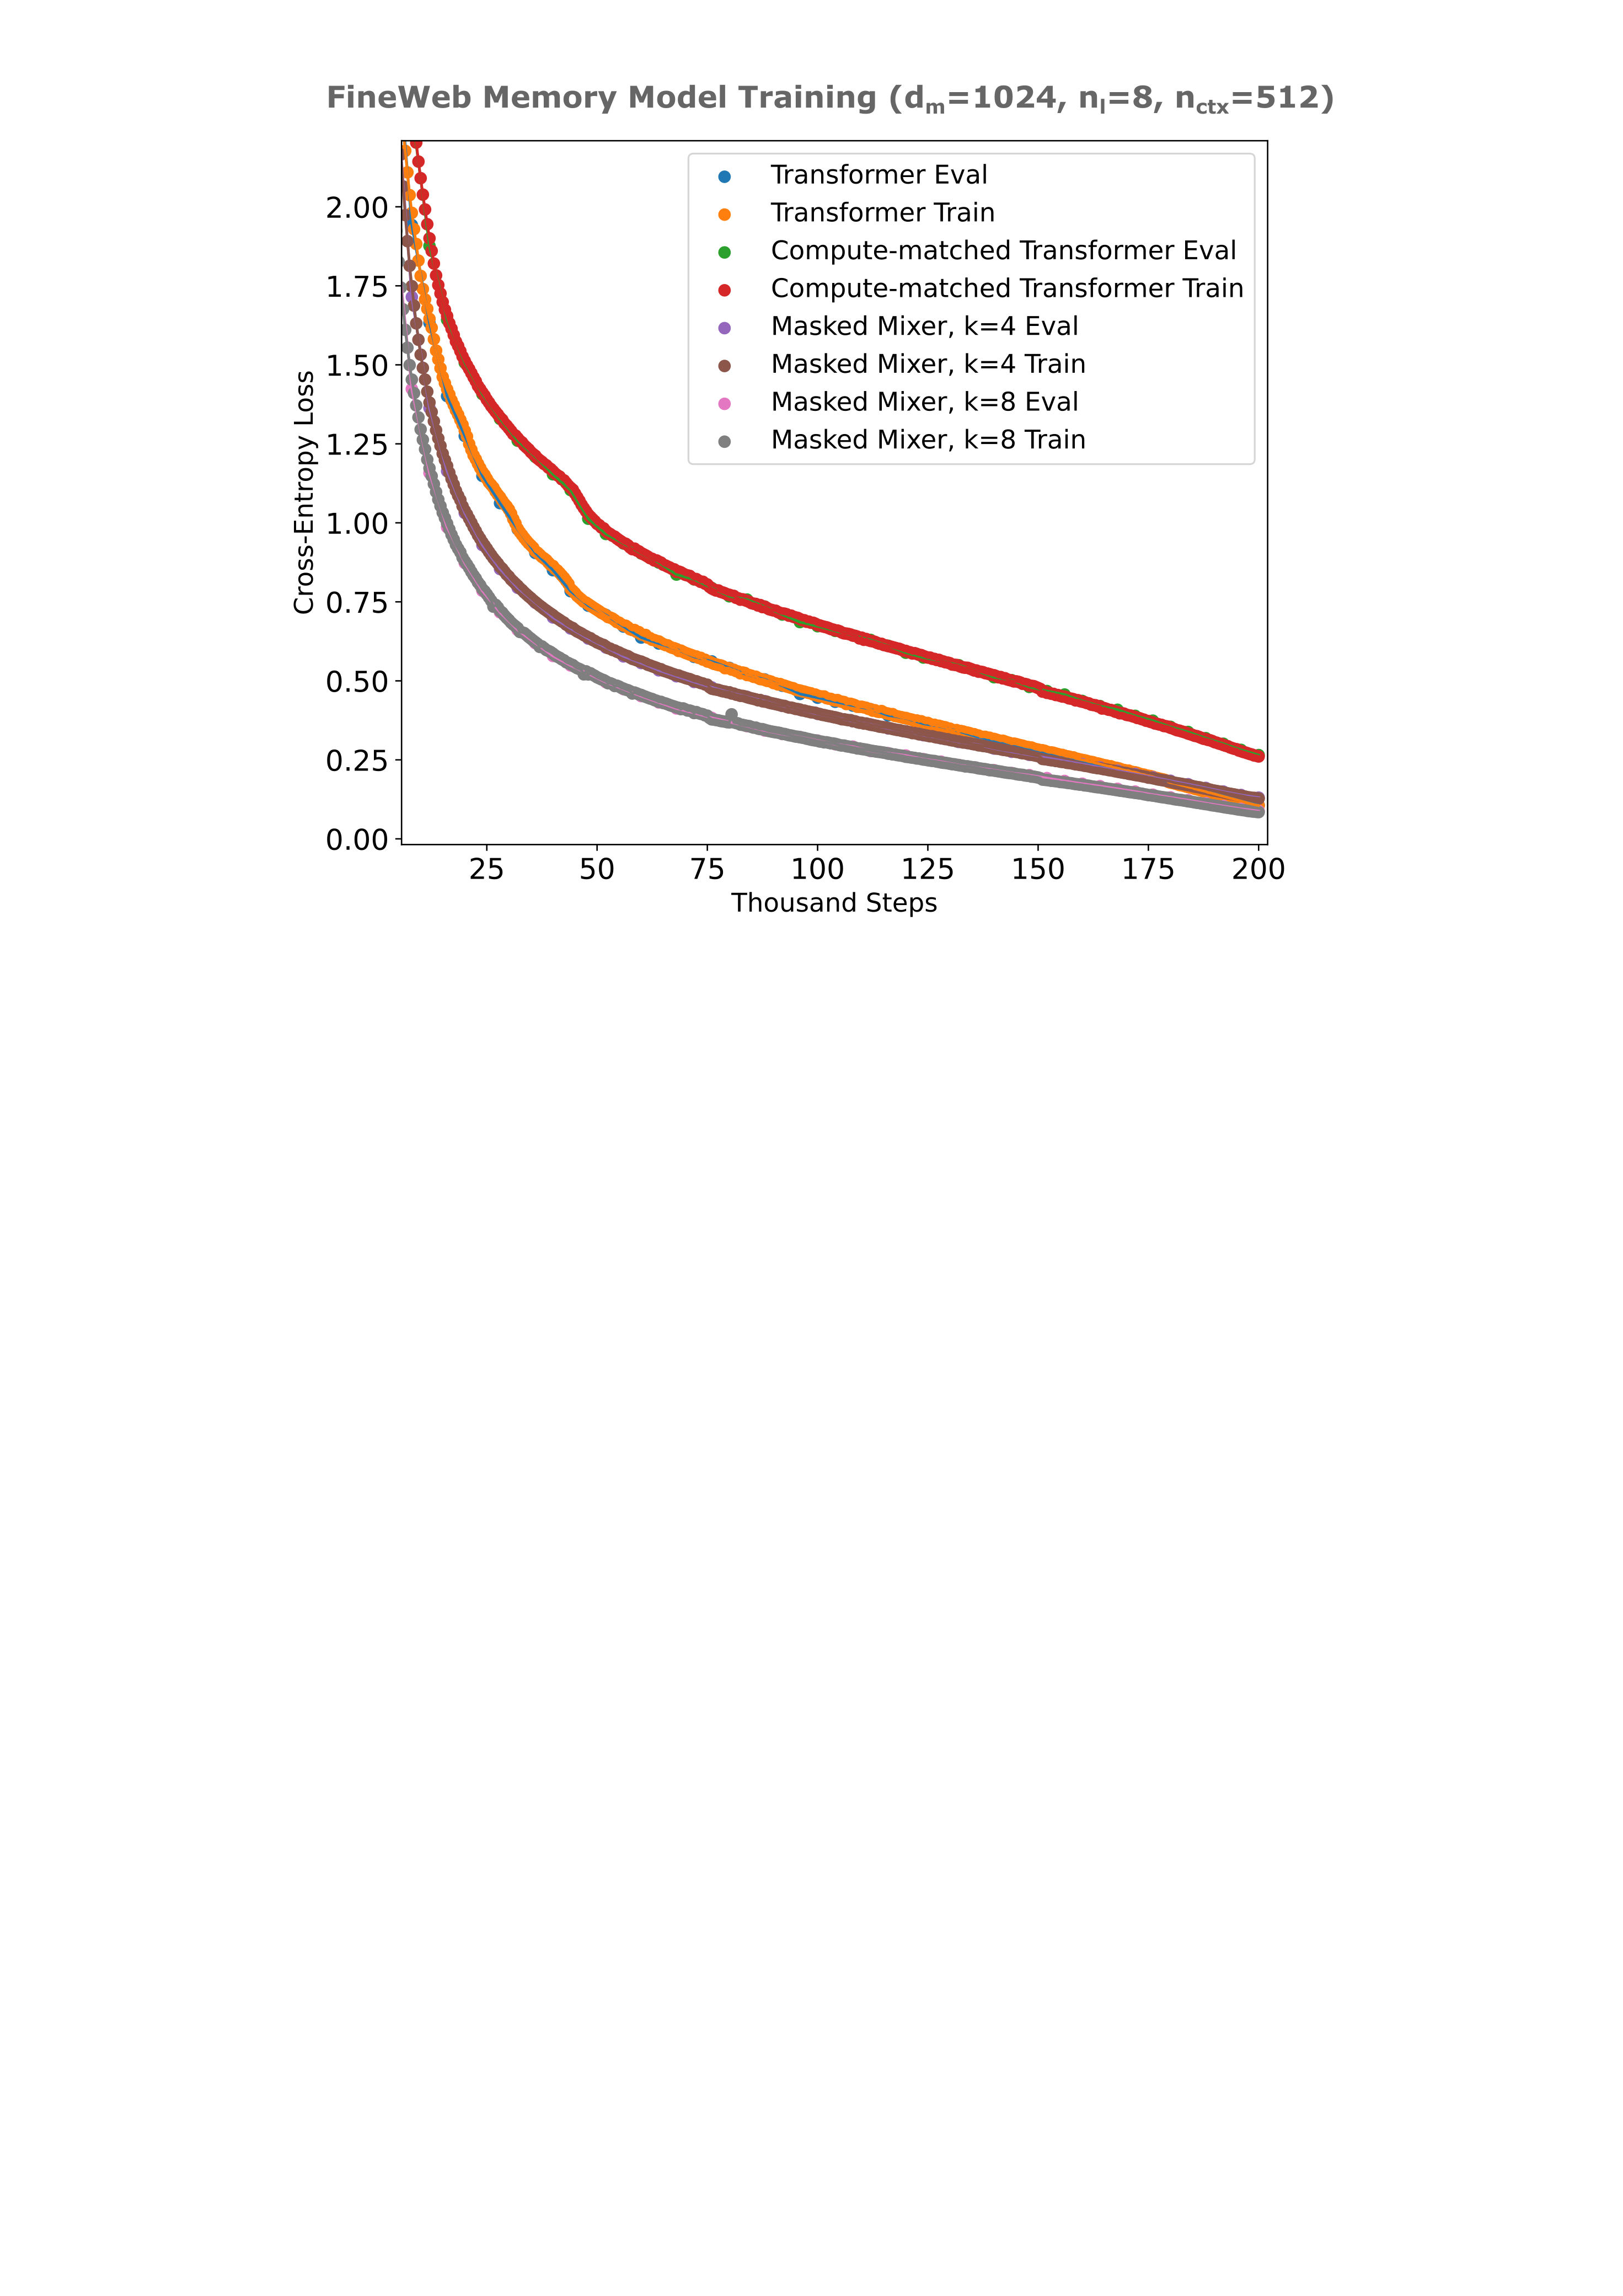 FineWeb Memory Model Training (dₘ=1024, nₗ=8, n_ctx=512)
2.00
1.75
1.50
1.25
1.00
0.75
0.50
0.25
0.00
Cross-Entropy Loss
Transformer Eval
Transformer Train
Compute-matched Transformer Eval
Compute-matched Transformer Train
Masked Mixer, k=4 Eval
Masked Mixer, k=4 Train
Masked Mixer, k=8 Eval
Masked Mixer, k=8 Train
25 50 75 100 125 150 175 200
Thousand Steps